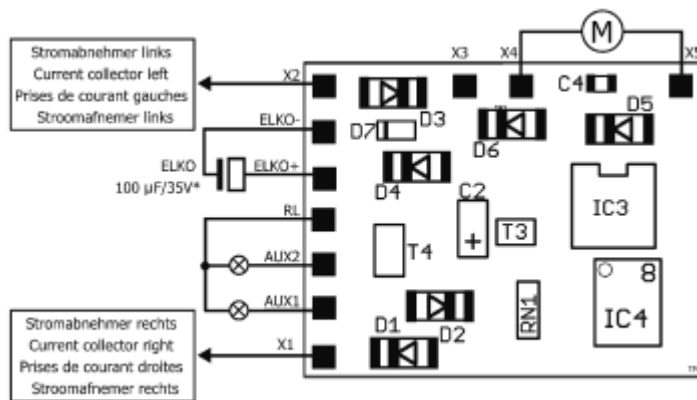 Stromabnehmer links
Current collector left
Prises de courant gauches
Stroomafnemer links
X2
ELKO-
ELKO
100 µF/35V*
ELKO+
RL
AUX2
AUX1
X1
Stromabnehmer rechts
Current collector right
Prises de courant droites
Stroomafnemer rechts
X3
X4
M
X5
C4
D3
D7
D6
D5
D4
C2
+
T3
IC3
T4
RN1
8
IC4
D1
D2